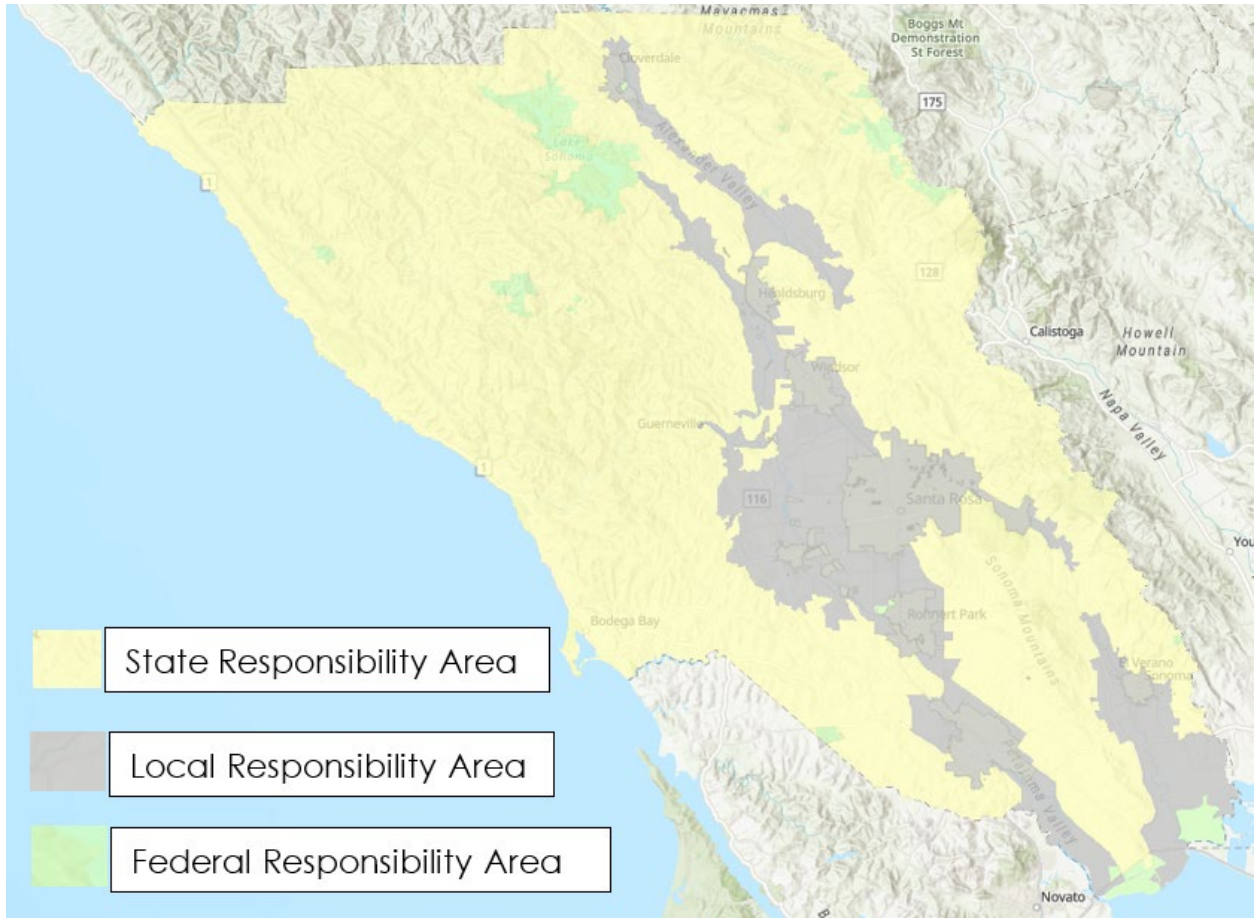 Mayacmas
Mountains
Boggs Mt
Demonstration
St Forest
Cloverdale
175
Alexander Valley
Lake
Sonoma
1
128
Healdsburg
Calistoga
Howell
Mountain
Windsor
Napa Valley
Guerneville
1
116
Santa Rosa
You
Sonoma Mountains
Bodega Bay
Rohnert Park
State Responsibility Area
El Verano
Sonoma
Local Responsibility Area
Petaluma Valley
Federal Responsibility Area
Novato
B